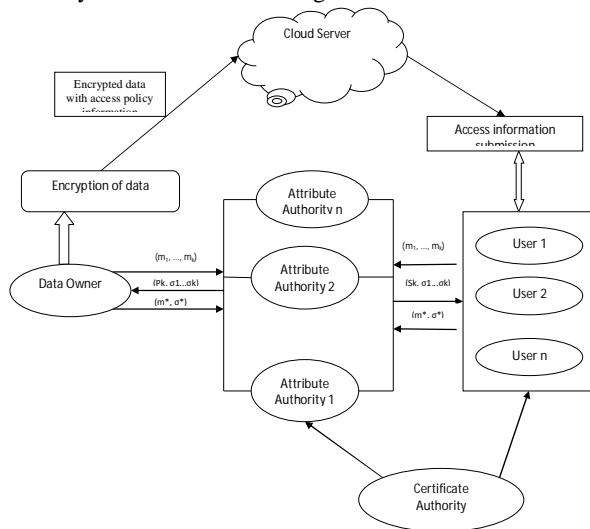 Cloud Server
Encrypted data
with access policy
information
Access information
submission
Encryption of data
Attribute
Authority n
User 1
(m₁, ..., mₖ)
(m₁, ..., mₖ)
Data Owner
Attribute
Authority 2
(Pk, σ1...σk)
(Sk, σ1...σk)
User 2
(m*, σ*)
(m*, σ*)
User n
Attribute
Authority 1
Certificate
Authority